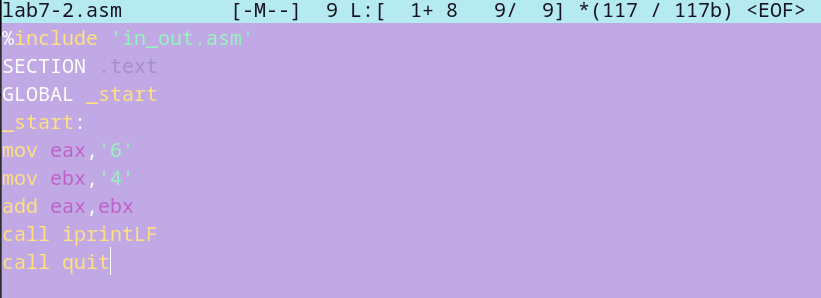 lab7-2.asm [-M--] 9 L:[ 1+ 8 9/ 9] *(117 / 117b) <EOF>
%include 'in_out.asm'
SECTION .text
GLOBAL _start
_start:
mov eax,'6'
mov ebx,'4'
add eax,ebx
call iprintLF
call quit